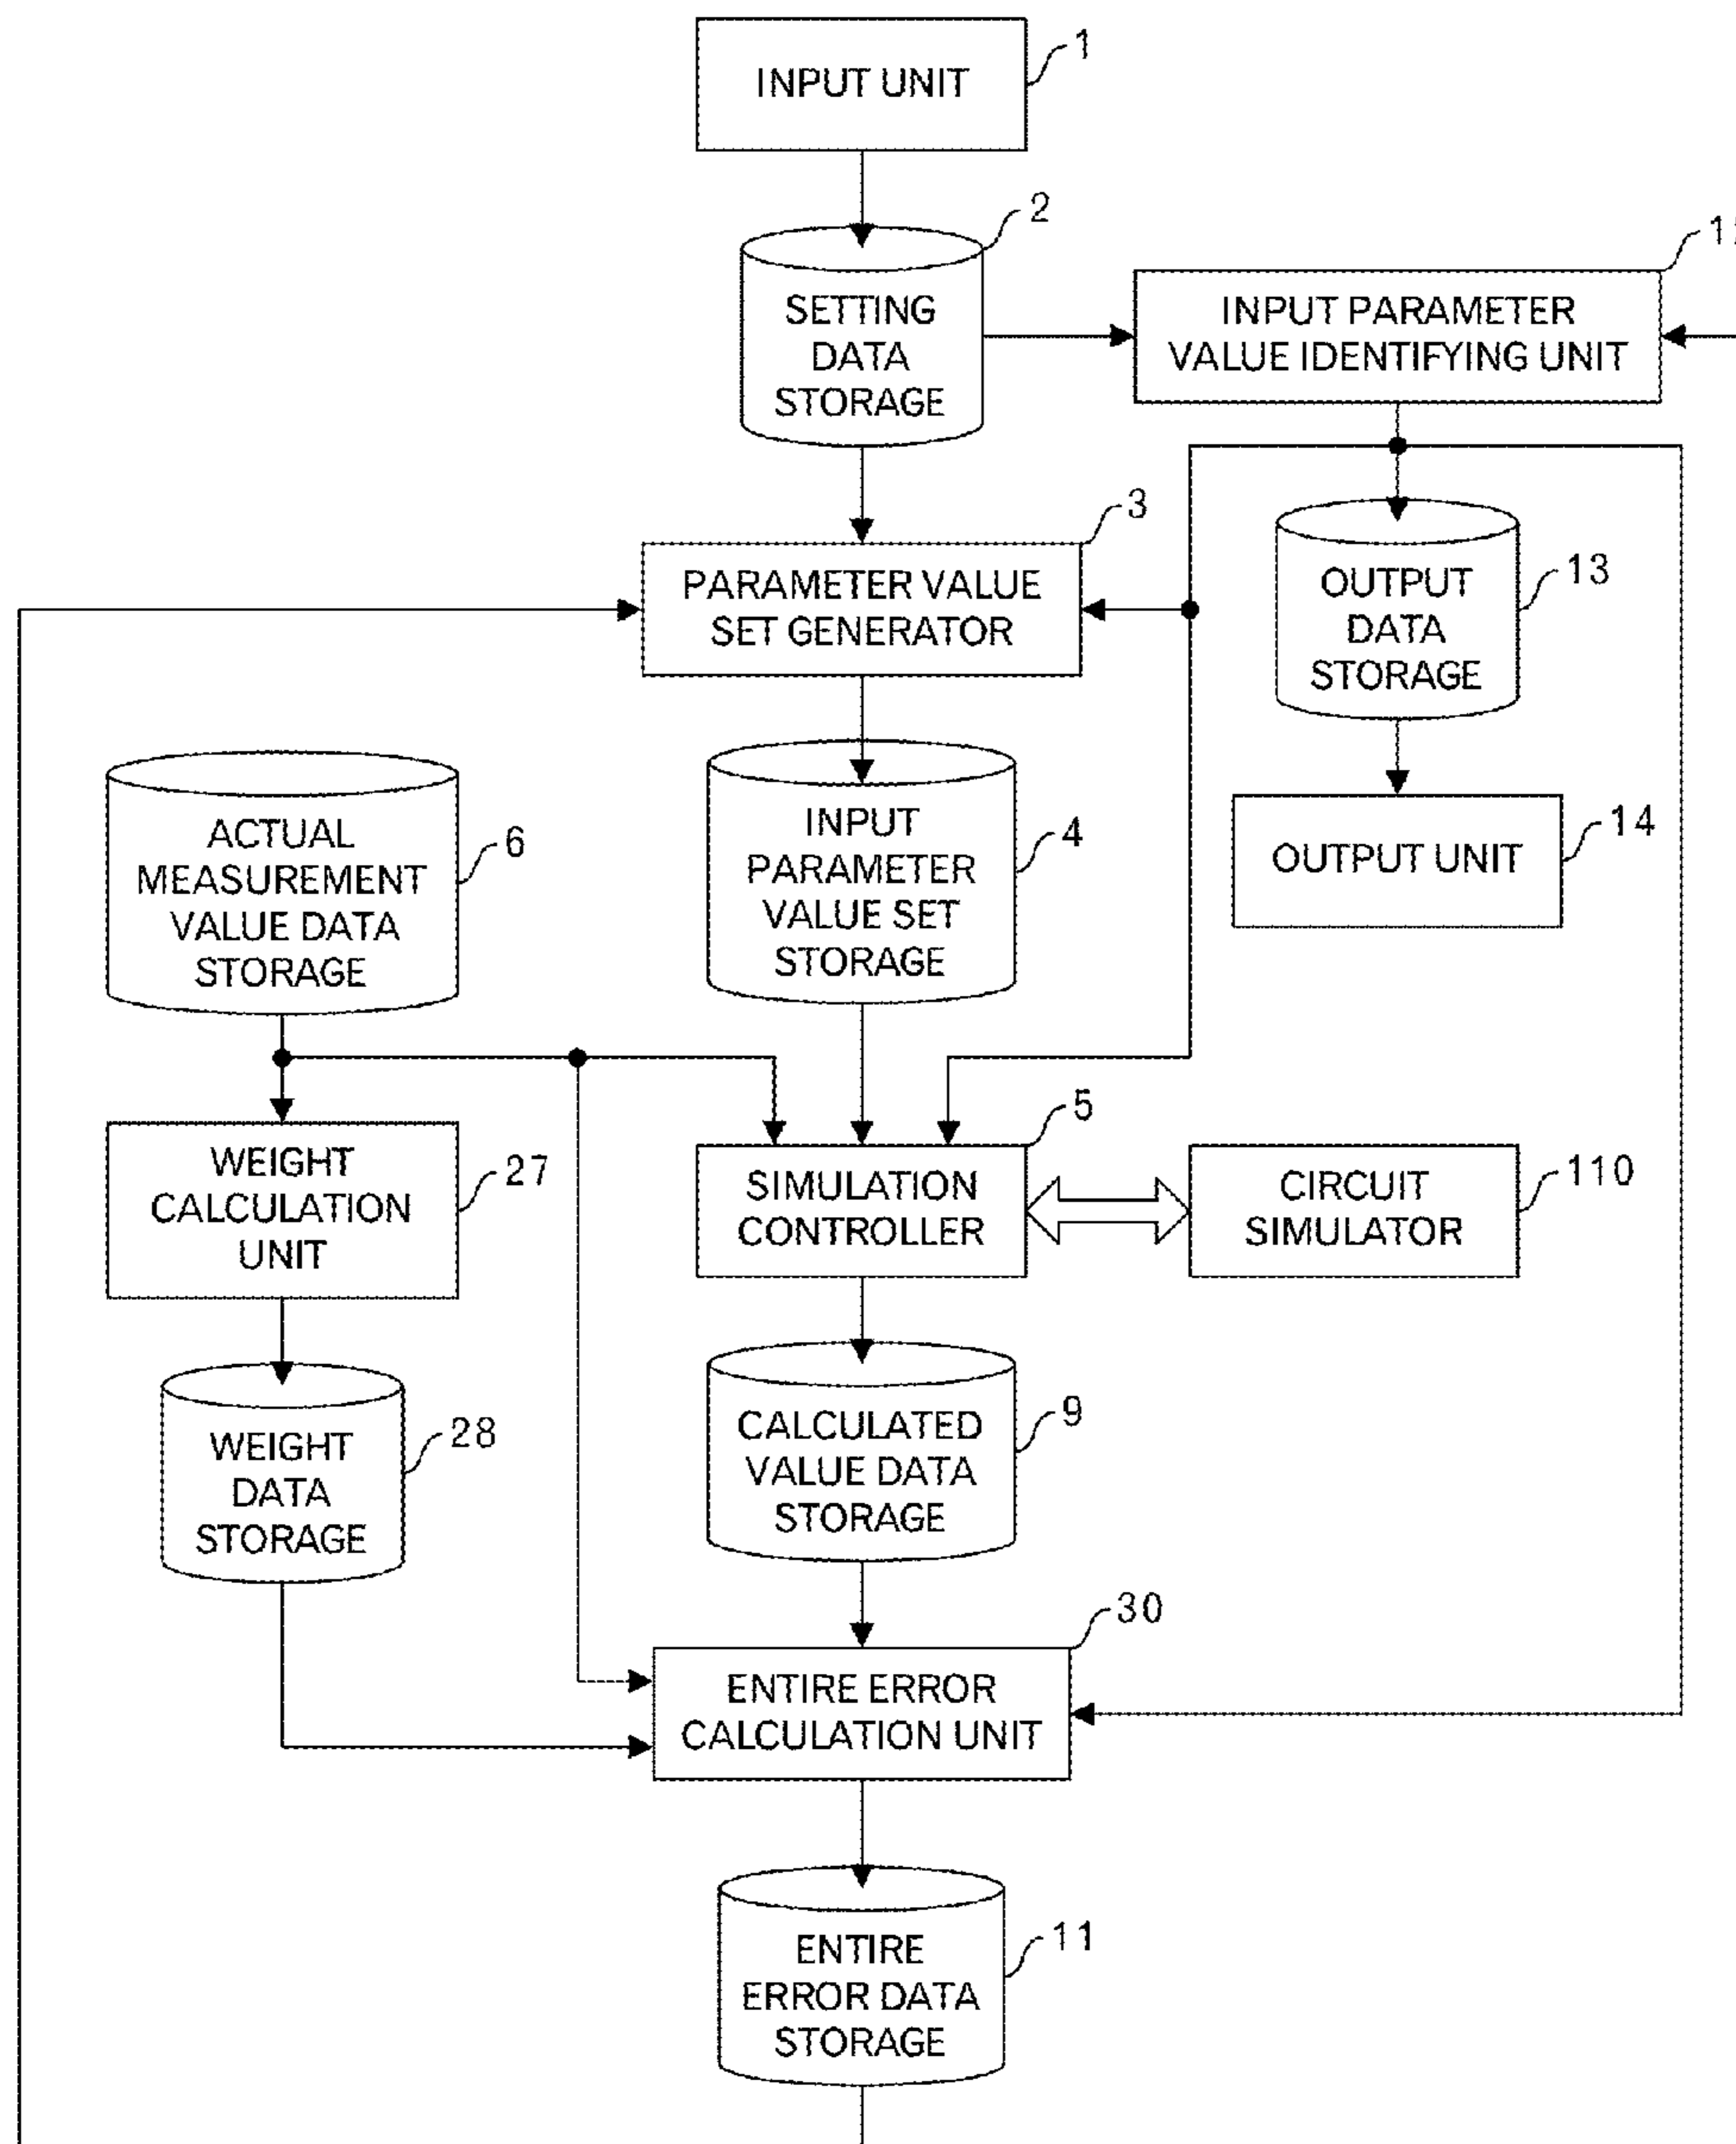 1
INPUT UNIT
2
SETTING
DATA
STORAGE
INPUT PARAMETER
VALUE IDENTIFYING UNIT
3
PARAMETER VALUE
SET GENERATOR
OUTPUT
DATA
STORAGE
13
ACTUAL
MEASUREMENT
VALUE DATA
STORAGE
6
INPUT
PARAMETER
VALUE SET
STORAGE
4
OUTPUT UNIT
14
WEIGHT
CALCULATION
UNIT
27
5
SIMULATION
CONTROLLER
CIRCUIT
SIMULATOR
110
WEIGHT
DATA
STORAGE
28
CALCULATED
VALUE DATA
STORAGE
9
30
ENTIRE ERROR
CALCULATION UNIT
ENTIRE
ERROR DATA
STORAGE
11